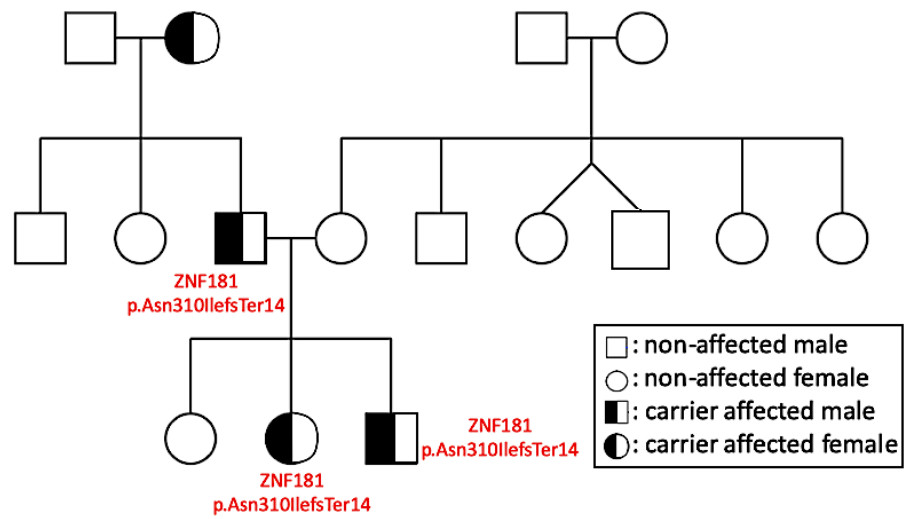 ZNF181
p.Asn310IlefsTer14
ZNF181
p.Asn310IlefsTer14
ZNF181
p.Asn310IlefsTer14
: non-affected male
: non-affected female
: carrier affected male
: carrier affected female